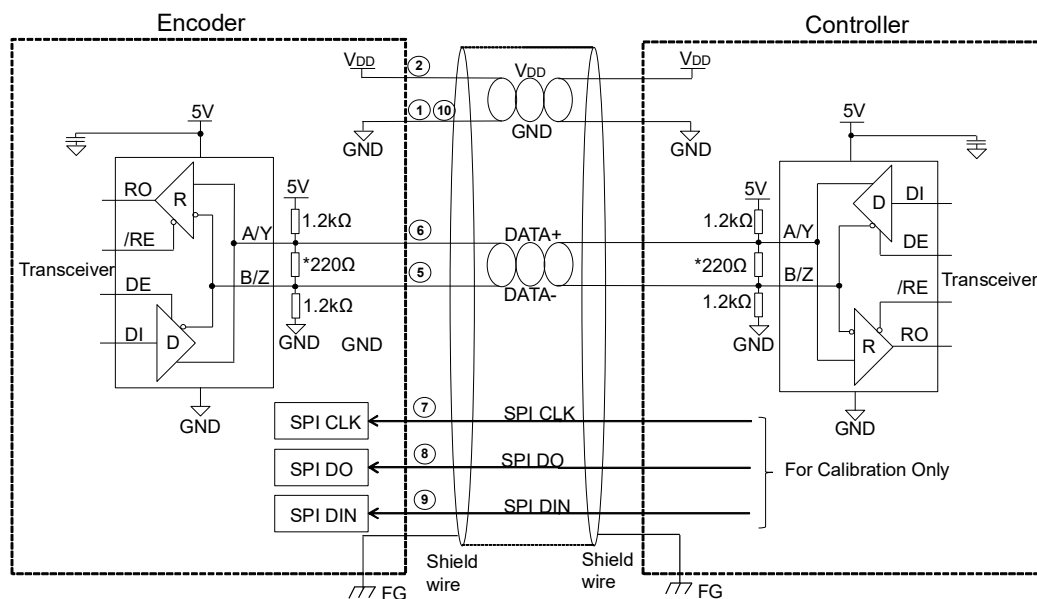 Encoder
Controller
VDD
2
VDD
VDD
1 10
GND
GND
GND
5V
5V
RO
R
/RE
Transceiver
DE
DI
D
GND
5V
1.2kΩ
A/Y
*220Ω
B/Z
1.2kΩ
GND
GND
6
DATA+
5
DATA-
5V
1.2kΩ
A/Y
*220Ω
B/Z
1.2kΩ
GND
D
DI
DE
Transceiver
/RE
R
RO
GND
SPI CLK
7
SPI CLK
SPI DO
8
SPI DO
For Calibration Only
SPI DIN
9
SPI DIN
Shield
wire
Shield
wire
FG
FG